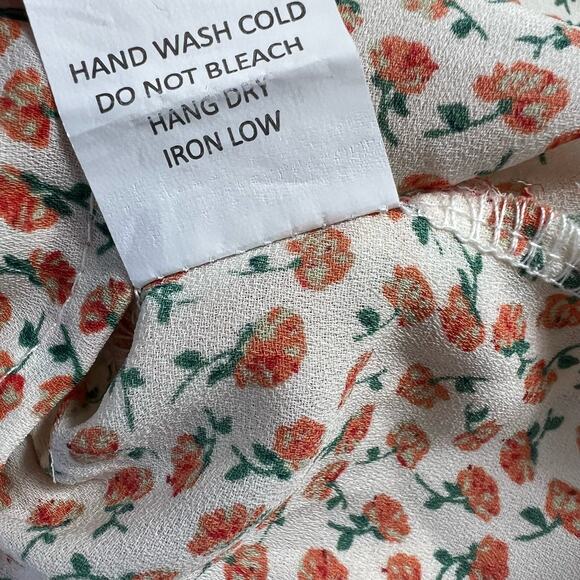 HAND WASH COLD
DO NOT BLEACH
HANG DRY
IRON LOW